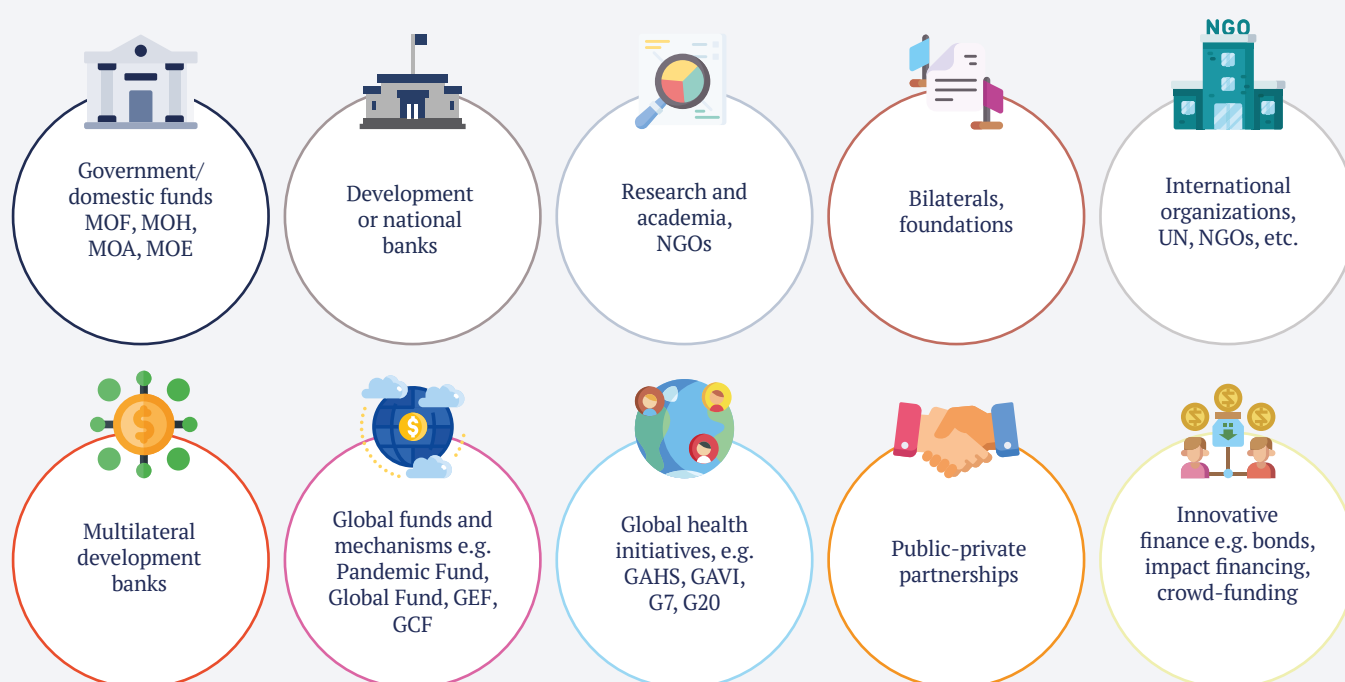 Government/
domestic funds
MOF, MOH,
MOA, MOE
Development
or national
banks
Research and
academia,
NGOs
Bilaterals,
foundations
NGO
International
organizations,
UN, NGOs, etc.
Multilateral
development
banks
Global funds and
mechanisms e.g.
Pandemic Fund,
Global Fund, GEF,
GCF
Global health
initiatives, e.g.
GAHS, GAVI,
G7, G20
Public-private
partnerships
Innovative
finance e.g. bonds,
impact financing,
crowd-funding